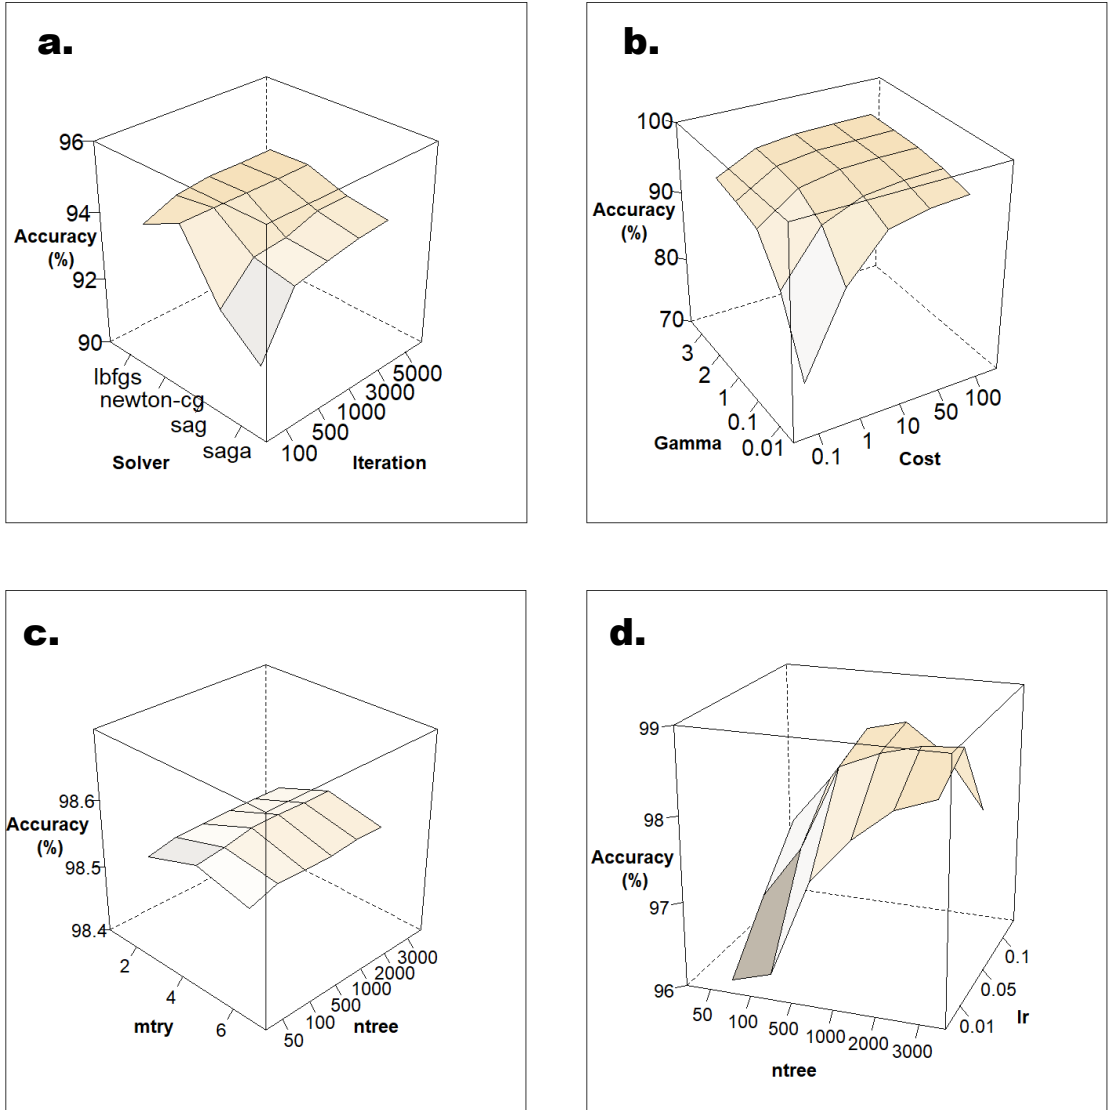 a.
96
94
Accuracy
(%)
92
90
lbfgs
newton-cg
sag
saga
Solver
100
500
1000
3000
5000
Iteration
b.
100
90
Accuracy
(%)
80
70
3
2
1
0.1
0.01
Gamma
0.1
1
10
50
100
Cost
c.
98.6
Accuracy
(%)
98.5
98.4
2
4
6
mtry
50
100
500
1000
2000
3000
ntree
d.
99
98
Accuracy
(%)
97
96
50
100
500
1000
2000
3000
ntree
0.01
0.05
0.1
lr